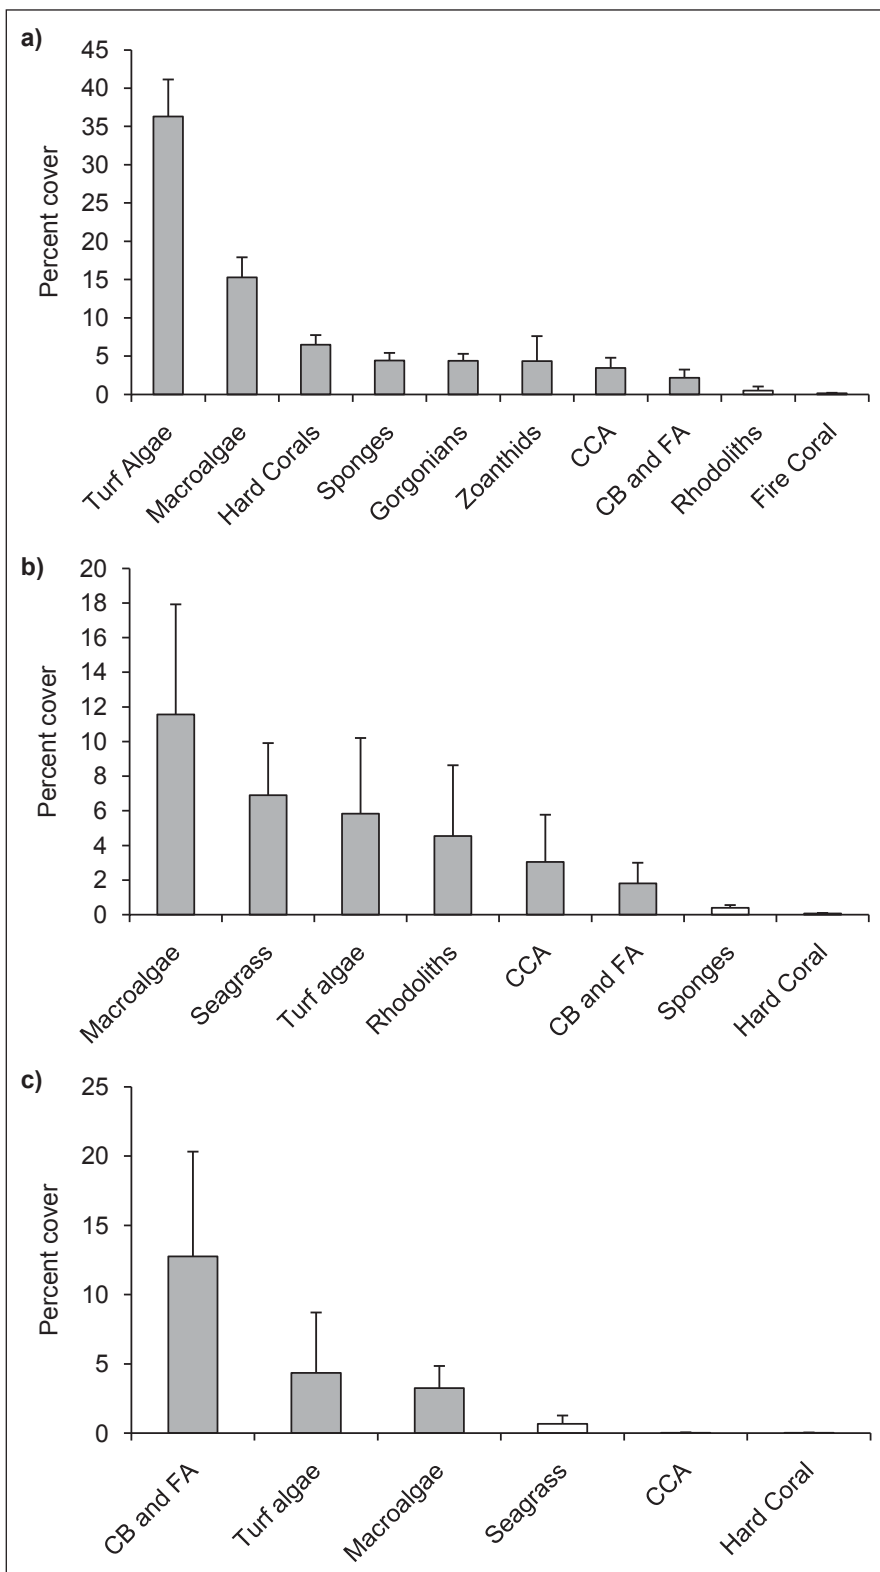 a)
Percent cover
45
40
35
30
25
20
15
10
5
0
Turf Algae
Macroalgae
Hard Corals
Sponges
Gorgonians
Zoanthids
CCA
CB and FA
Rhodoliths
Fire Coral
b)
Percent cover
20
18
16
14
12
10
8
6
4
2
0
Macroalgae
Seagrass
Turf algae
Rhodoliths
CCA
CB and FA
Sponges
Hard Coral
c)
Percent cover
25
20
15
10
5
0
CB and FA
Turf algae
Macroalgae
Seagrass
CCA
Hard Coral